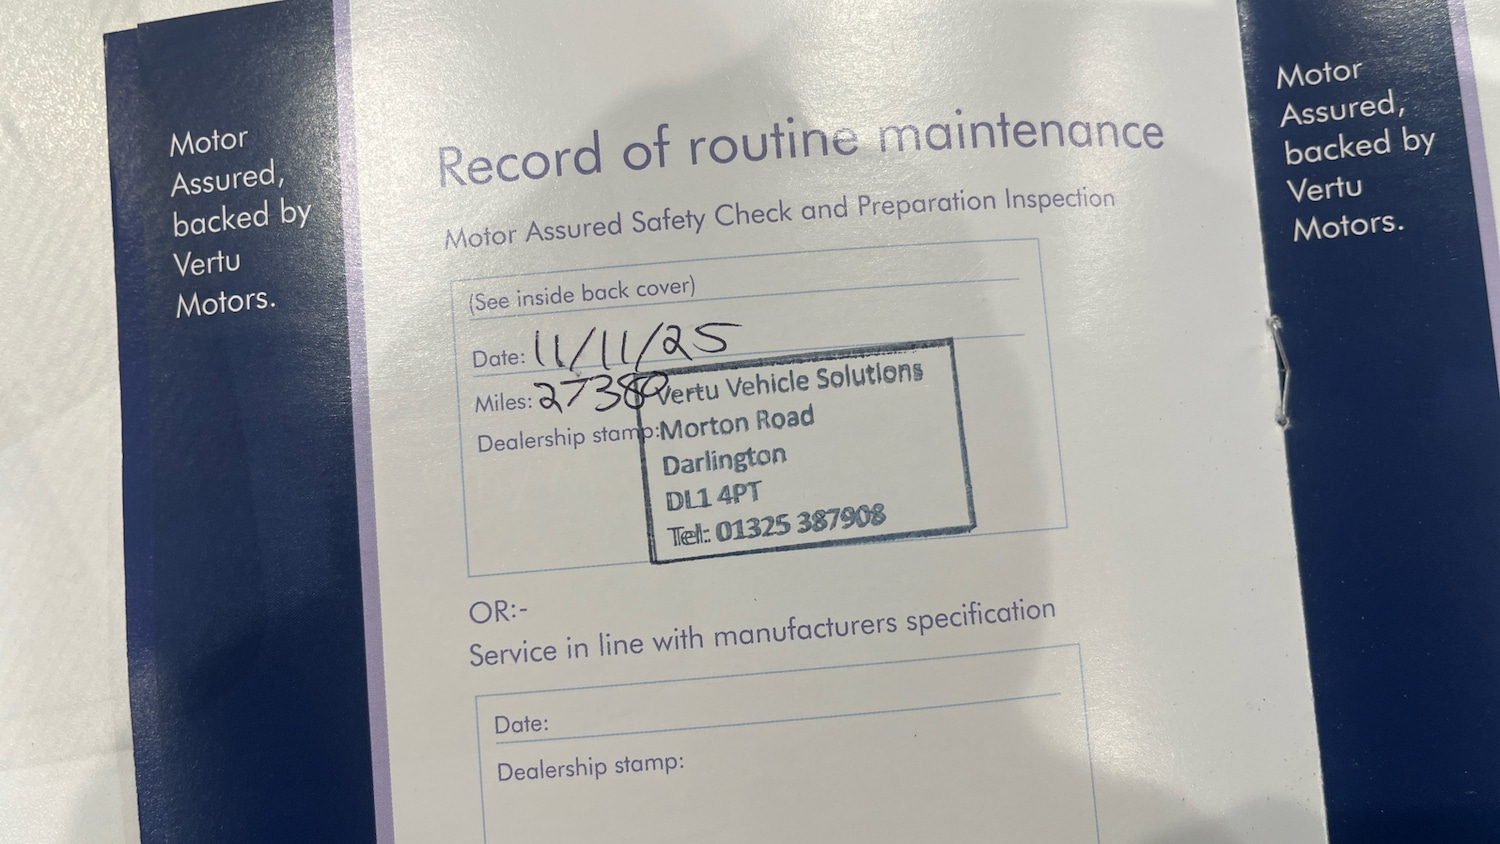 Motor
Assured,
backed by
Vertu
Motors.
Record of routine maintenance
Motor Assured Safety Check and Preparation Inspection
(See inside back cover)
Date: 11/11/25
Miles: 27380
Dealership stamp:
Vertu Vehicle Solutions
Morton Road
Darlington
DL1 4PT
Tel: 01325 387908
OR:-
Service in line with manufacturers specification
Date:
Dealership stamp:
Motor
Assured,
backed by
Vertu
Motors.